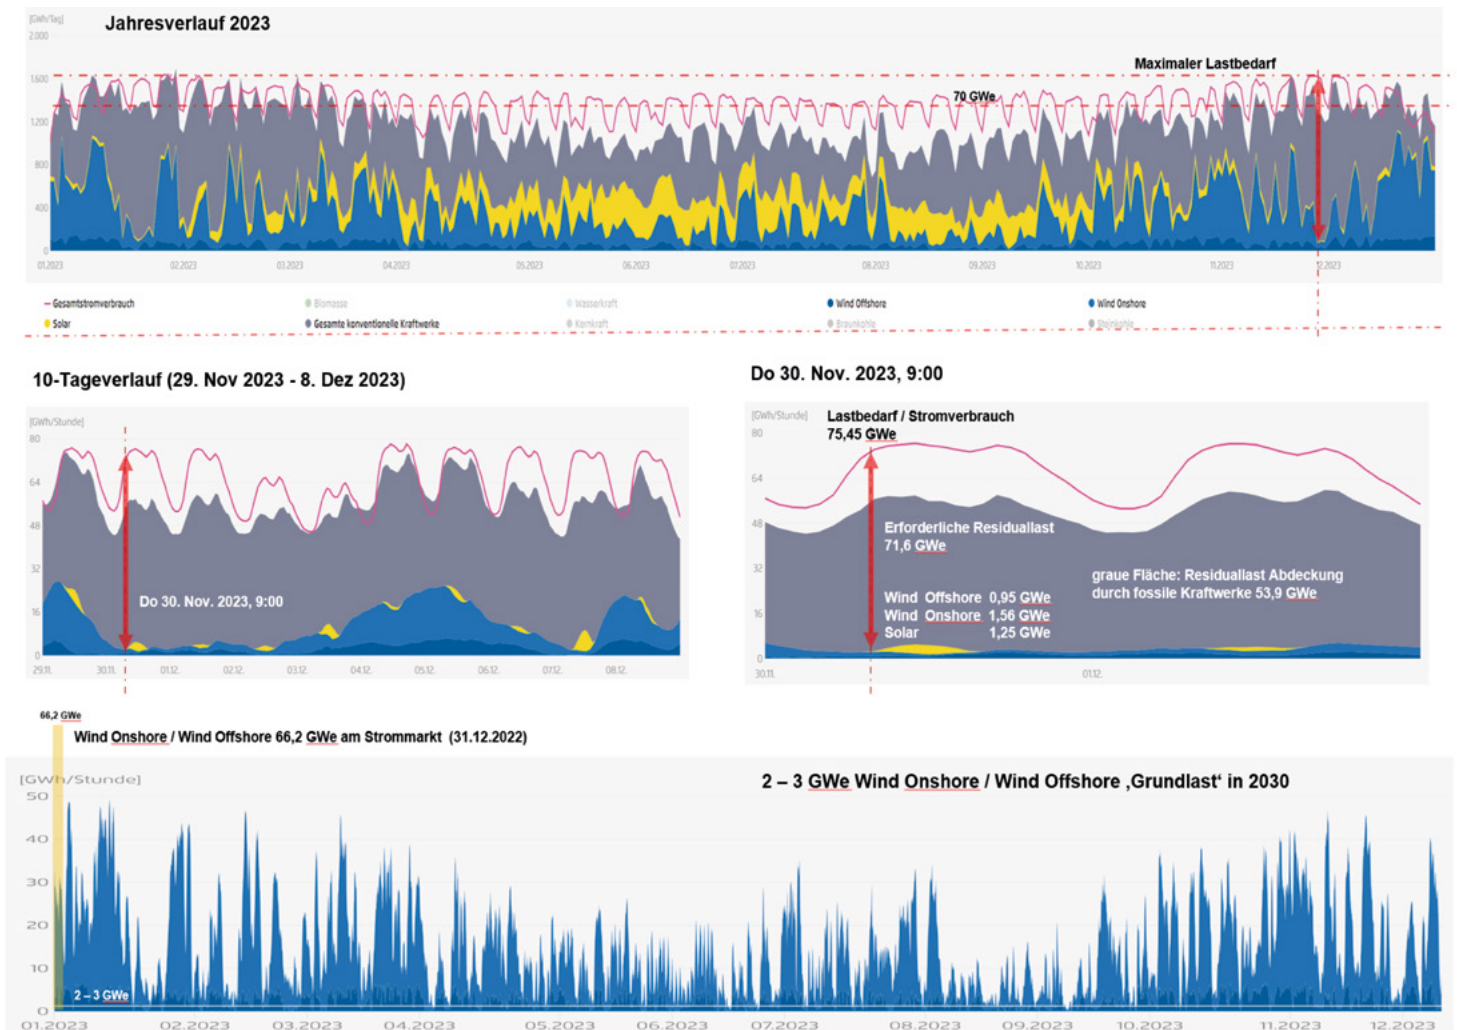 Jahresverlauf 2023
[GWh/Tag]
2.000
Maximaler Lastbedarf
1.600
70 GWe
1.200
800
400
0
01.2023 02.2023 03.2023 04.2023 05.2023 06.2023 07.2023 08.2023 09.2023 10.2023 11.2023 12.2023
Gesamtstromverbrauch Biomasse Wasserkraft Wind Offshore Wind Onshore
Solar Gesamte konventionelle Kraftwerke Kernkraft Braunkohle Steinkohle
10-Tageverlauf (29. Nov 2023 - 8. Dez 2023)
[GWh/Stunde]
80
64
48
32
16
0
Do 30. Nov. 2023, 9:00
29.11. 30.11. 01.12. 02.12. 03.12. 04.12. 05.12. 06.12. 07.12. 08.12.
Do 30. Nov. 2023, 9:00
[GWh/Stunde]
Lastbedarf / Stromverbrauch
75,45 GWe
80
64
48
32
16
0
Erforderliche Residuallast
71,6 GWe
graue Fläche: Residuallast Abdeckung
durch fossile Kraftwerke 53,9 GWe
Wind Offshore 0,95 GWe
Wind Onshore 1,56 GWe
Solar 1,25 GWe
30.11. 01.12.
66,2 GWe
Wind Onshore / Wind Offshore 66,2 GWe am Strommarkt (31.12.2022)
[GWh/Stunde]
2 – 3 GWe Wind Onshore / Wind Offshore ‚Grundlast‘ in 2030
50
40
30
20
10
2 – 3 GWe
0
01.2023 02.2023 03.2023 04.2023 05.2023 06.2023 07.2023 08.2023 09.2023 10.2023 11.2023 12.2023